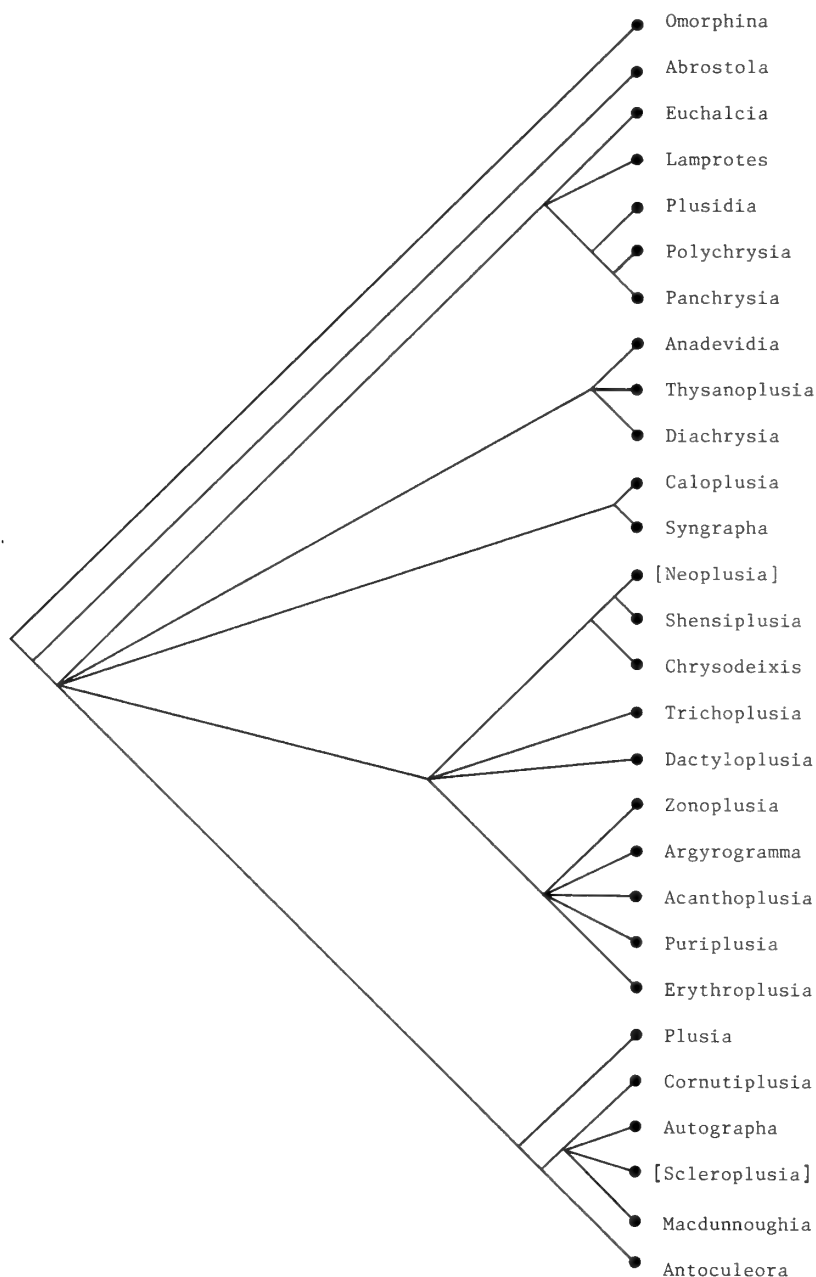 Omorphina
Abrostola
Euchalcia
Lamprotes
Plusidia
Polychrysia
Panchrysia
Anadevidia
Thysanoplusia
Diachrysia
Caloplusia
Syngrapha
[Neoplusia]
Shensiplusia
Chrysodeixis
Trichoplusia
Dactyloplusia
Zonoplusia
Argyrogramma
Acanthoplusia
Puriplusia
Erythroplusia
Plusia
Cornutiplusia
Autographa
[Scleroplusia]
Macdunnoughia
Antoculeora